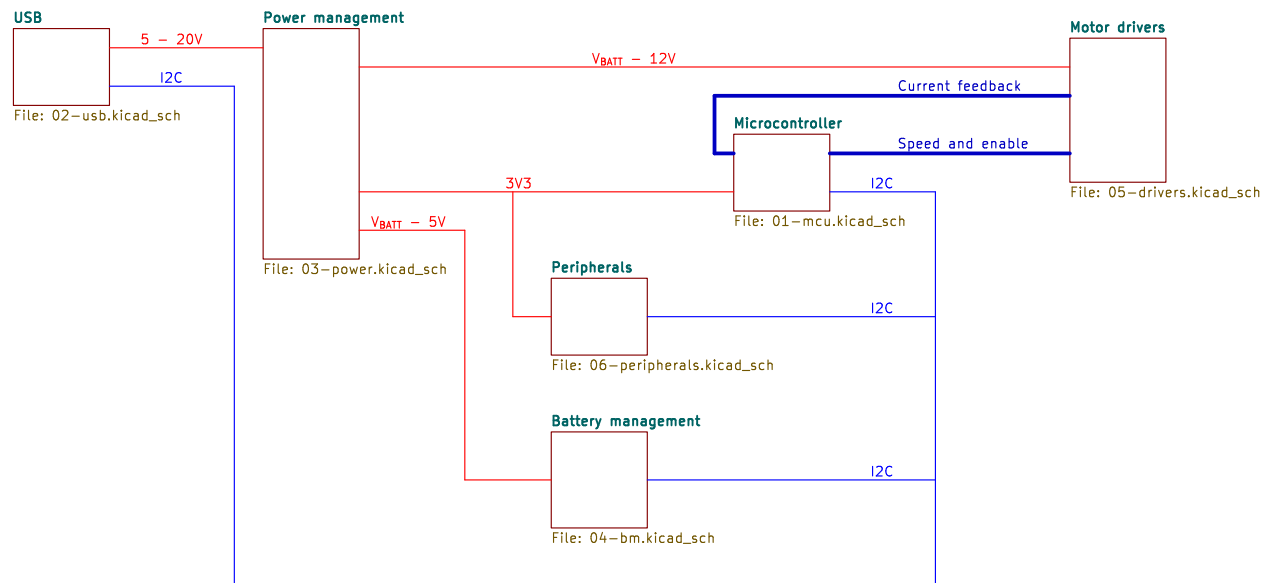 USB
Power management
Motor drivers
5 - 20V
VBATT - 12V
I2C
Current feedback
File: 02-usb.kicad_sch
Microcontroller
Speed and enable
3V3
I2C
File: 05-drivers.kicad_sch
VBATT - 5V
File: 01-mcu.kicad_sch
File: 03-power.kicad_sch
Peripherals
I2C
File: 06-peripherals.kicad_sch
Battery management
I2C
File: 04-bm.kicad_sch